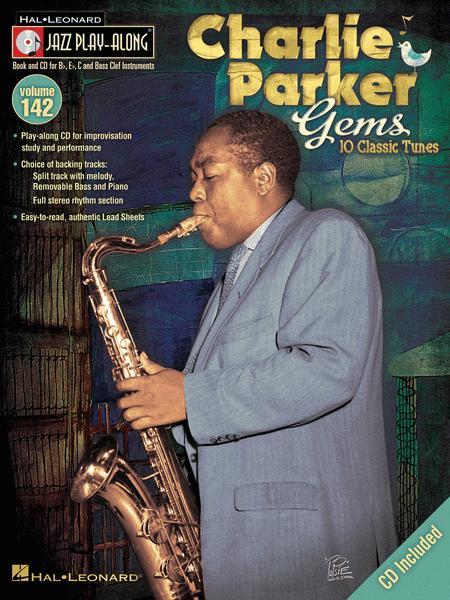 HAL•LEONARD®
JAZZ PLAY-ALONG®
Book and CD for B♭, E♭, C and Bass Clef Instruments
volume
142
• Play-along CD for improvisation
study and performance
• Choice of backing tracks:
Split track with melody,
Removable Bass and Piano
Full stereo rhythm section
• Easy-to-read, authentic Lead Sheets
Charlie
Parker
Gems
10 Classic Tunes
CD Included
HAL•LEONARD®